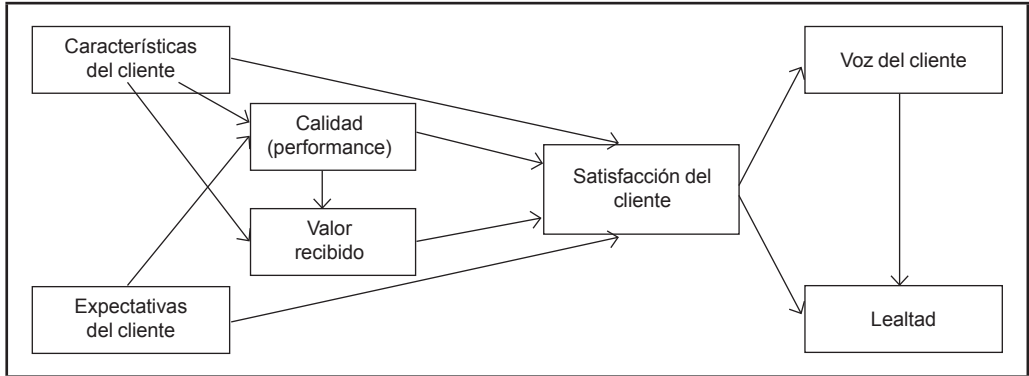 Características
del cliente
Voz del cliente
Calidad
(performance)
Satisfacción del
cliente
Valor
recibido
Expectativas
del cliente
Lealtad